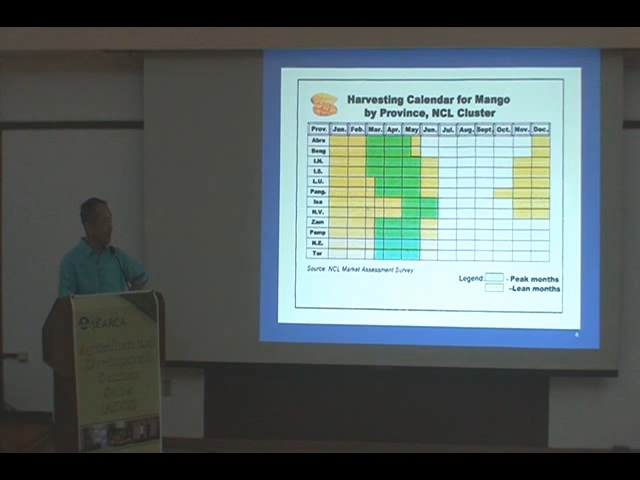 Harvesting Calendar for Mango
by Province, NCL Cluster
Prov. Jan. Feb. Mar. Apr. May Jun. Jul. Aug. Sept. Oct. Nov. Dec.
Abra
Beng
I.N.
I.S.
L.U.
Pang.
Isa
N.V.
Zam
Pamp
N.E.
Tar
Source: NCL Market Assessment Survey
Legend: - Peak months
-Lean months
SEARCA